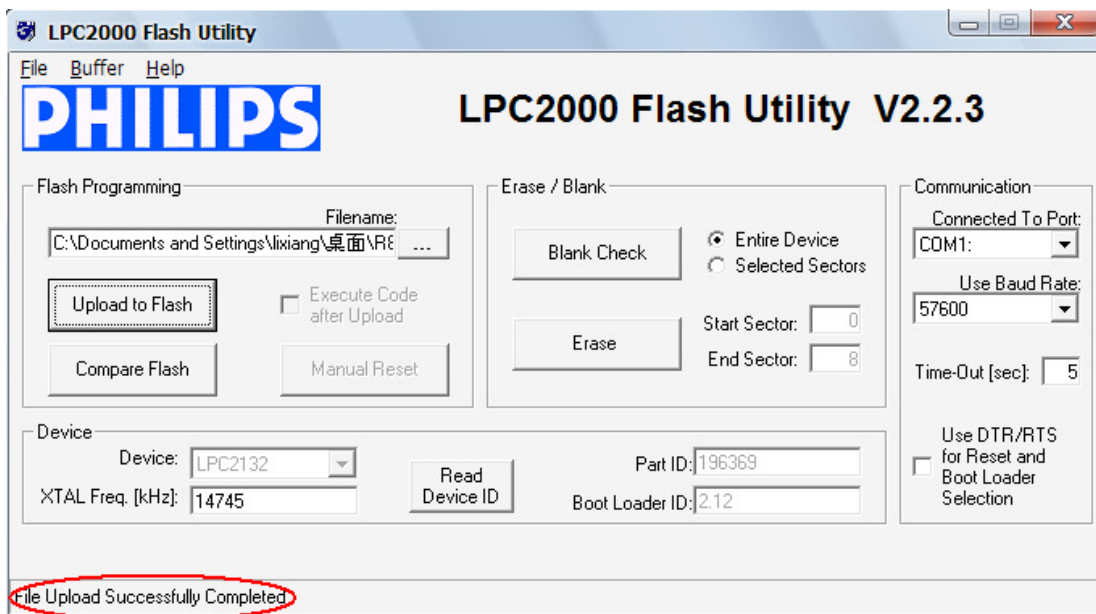 LPC2000 Flash Utility
File Buffer Help
PHILIPS
LPC2000 Flash Utility V2.2.3
Flash Programming
Filename:
C:\Documents and Settings\lixiang\桌面\R8
...
Upload to Flash
Execute Code
after Upload
Compare Flash
Manual Reset
Erase / Blank
Blank Check
Entire Device
Selected Sectors
Erase
Start Sector: 0
End Sector: 8
Communication
Connected To Port:
COM1:
Use Baud Rate:
57600
Time-Out [sec]: 5
Use DTR/RTS
for Reset and
Boot Loader
Selection
Device
Device: LPC2132
XTAL Freq. [kHz]: 14745
Read
Device ID
Part ID: 196369
Boot Loader ID: 2.12
File Upload Successfully Completed